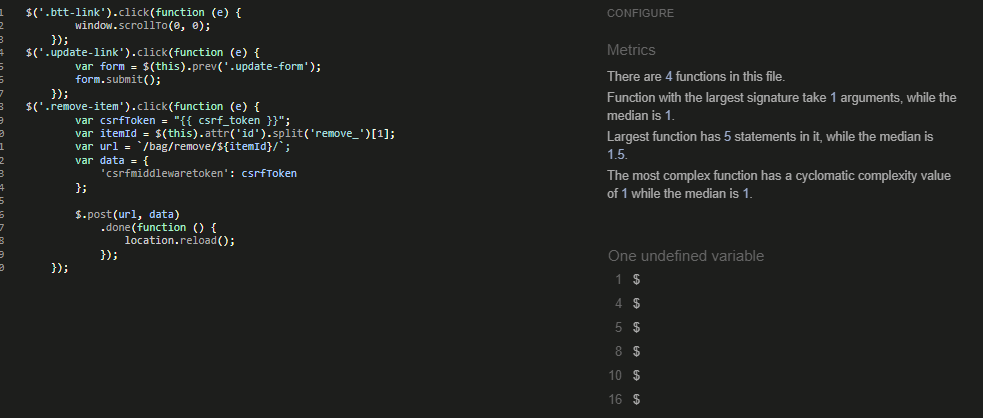 1 $('.btt-link').click(function (e) {
2 window.scrollTo(0, 0);
3 });
4 $('.update-link').click(function (e) {
5 var form = $(this).prev('.update-form');
6 form.submit();
7 });
8 $('.remove-item').click(function (e) {
9 var csrfToken = "{{ csrf_token }}";
0 var itemId = $(this).attr('id').split('remove_')[1];
1 var url = `/bag/remove/${itemId}/`;
2 var data = {
3 'csrfmiddlewaretoken': csrfToken
4 };
5
6 $.post(url, data)
7 .done(function () {
8 location.reload();
9 });
0 });
CONFIGURE
Metrics
There are 4 functions in this file.
Function with the largest signature take 1 arguments, while the
median is 1.
Largest function has 5 statements in it, while the median is
1.5.
The most complex function has a cyclomatic complexity value
of 1 while the median is 1.
One undefined variable
1 $
4 $
5 $
8 $
10 $
16 $